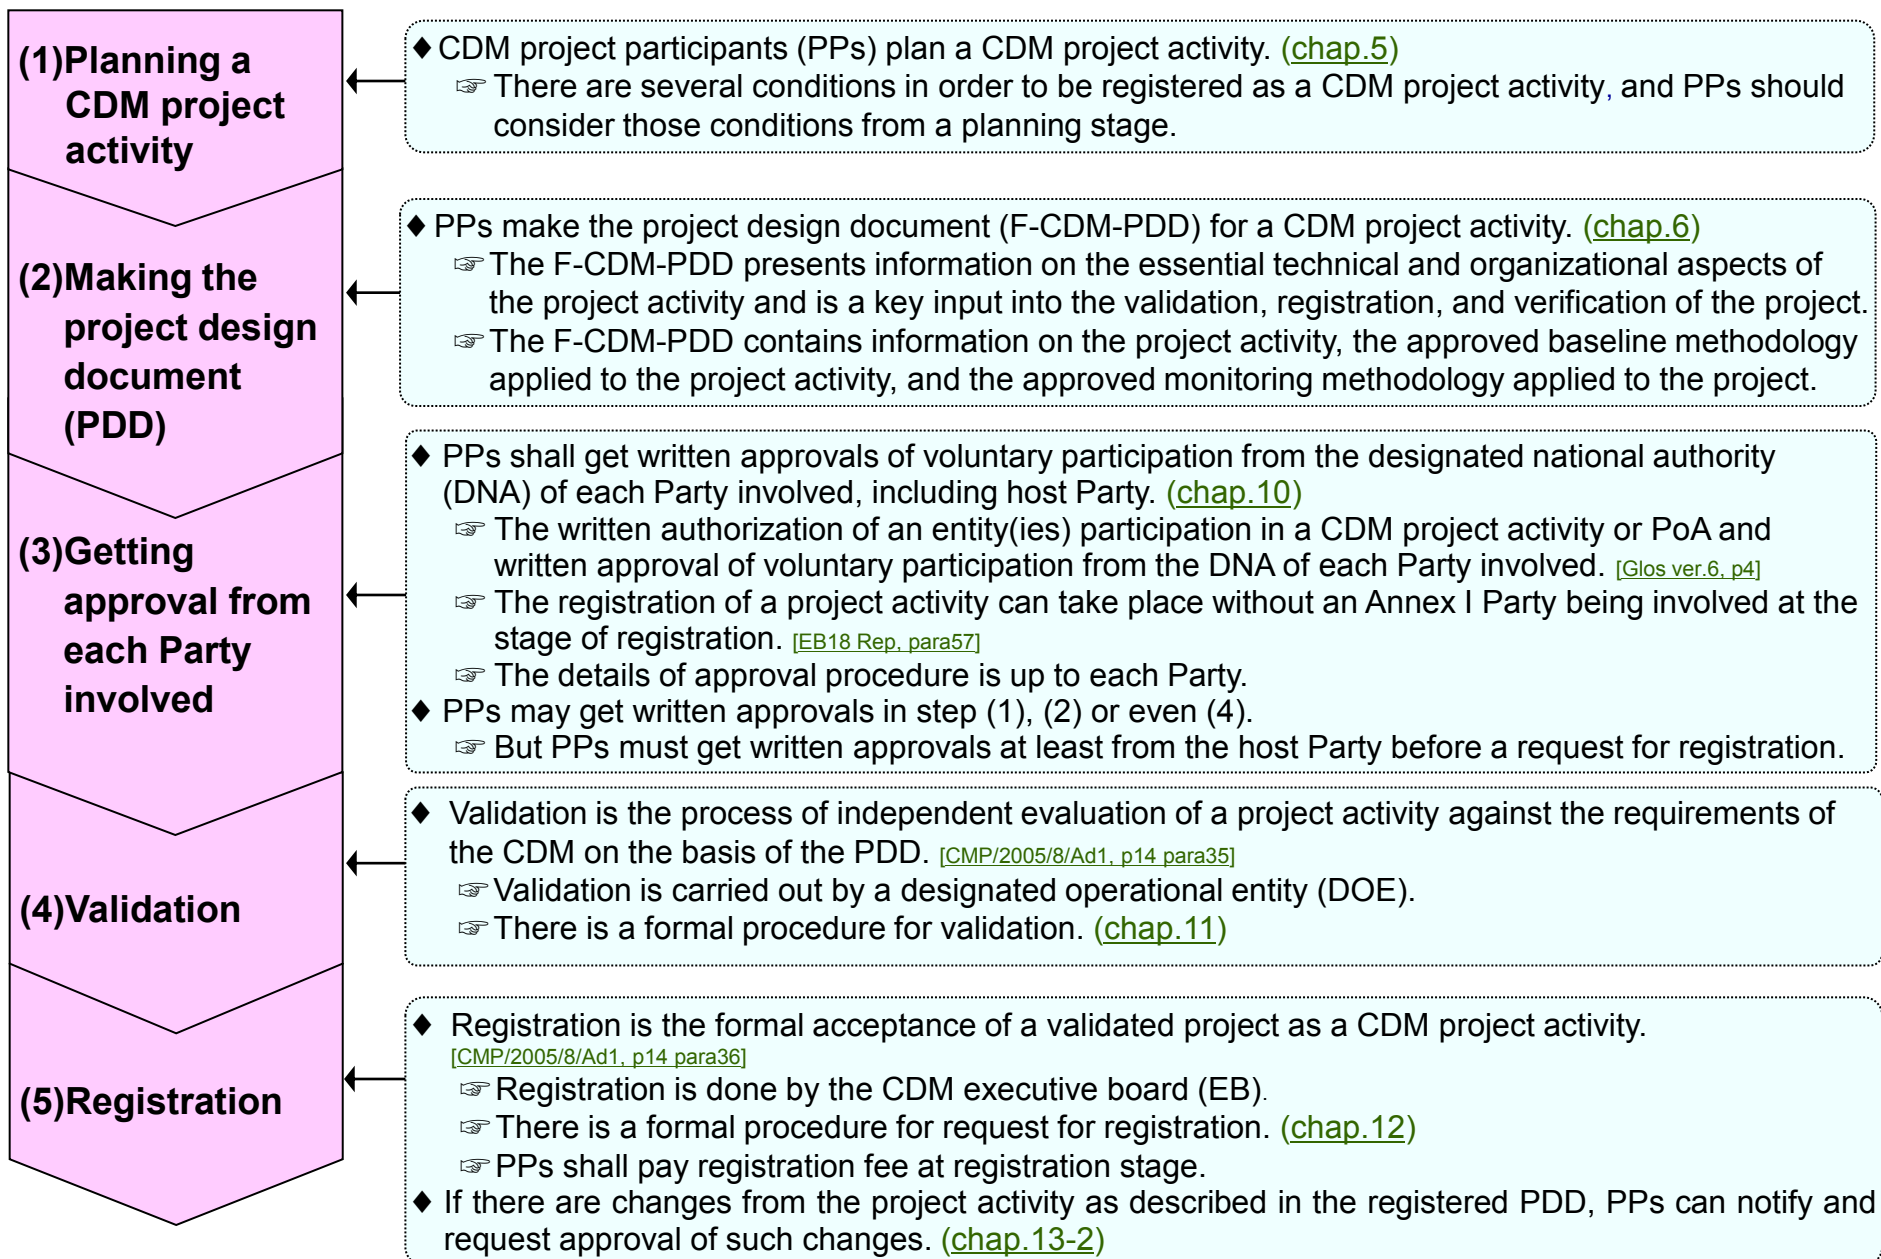 (1)Planning a
CDM project
activity
♦ CDM project participants (PPs) plan a CDM project activity. (chap.5)
☞ There are several conditions in order to be registered as a CDM project activity, and PPs should
consider those conditions from a planning stage.
(2)Making the
project design
document
(PDD)
♦ PPs make the project design document (F-CDM-PDD) for a CDM project activity. (chap.6)
☞ The F-CDM-PDD presents information on the essential technical and organizational aspects of
the project activity and is a key input into the validation, registration, and verification of the project.
☞ The F-CDM-PDD contains information on the project activity, the approved baseline methodology
applied to the project activity, and the approved monitoring methodology applied to the project.
(3)Getting
approval from
each Party
involved
♦ PPs shall get written approvals of voluntary participation from the designated national authority
(DNA) of each Party involved, including host Party. (chap.10)
☞ The written authorization of an entity(ies) participation in a CDM project activity or PoA and
written approval of voluntary participation from the DNA of each Party involved. [Glos ver.6, p4]
☞ The registration of a project activity can take place without an Annex I Party being involved at the
stage of registration. [EB18 Rep, para57]
☞ The details of approval procedure is up to each Party.
♦ PPs may get written approvals in step (1), (2) or even (4).
☞ But PPs must get written approvals at least from the host Party before a request for registration.
(4)Validation
♦ Validation is the process of independent evaluation of a project activity against the requirements of
the CDM on the basis of the PDD. [CMP/2005/8/Ad1, p14 para35]
☞ Validation is carried out by a designated operational entity (DOE).
☞ There is a formal procedure for validation. (chap.11)
(5)Registration
♦ Registration is the formal acceptance of a validated project as a CDM project activity.
[CMP/2005/8/Ad1, p14 para36]
☞ Registration is done by the CDM executive board (EB).
☞ There is a formal procedure for request for registration. (chap.12)
☞ PPs shall pay registration fee at registration stage.
♦ If there are changes from the project activity as described in the registered PDD, PPs can notify and
request approval of such changes. (chap.13-2)